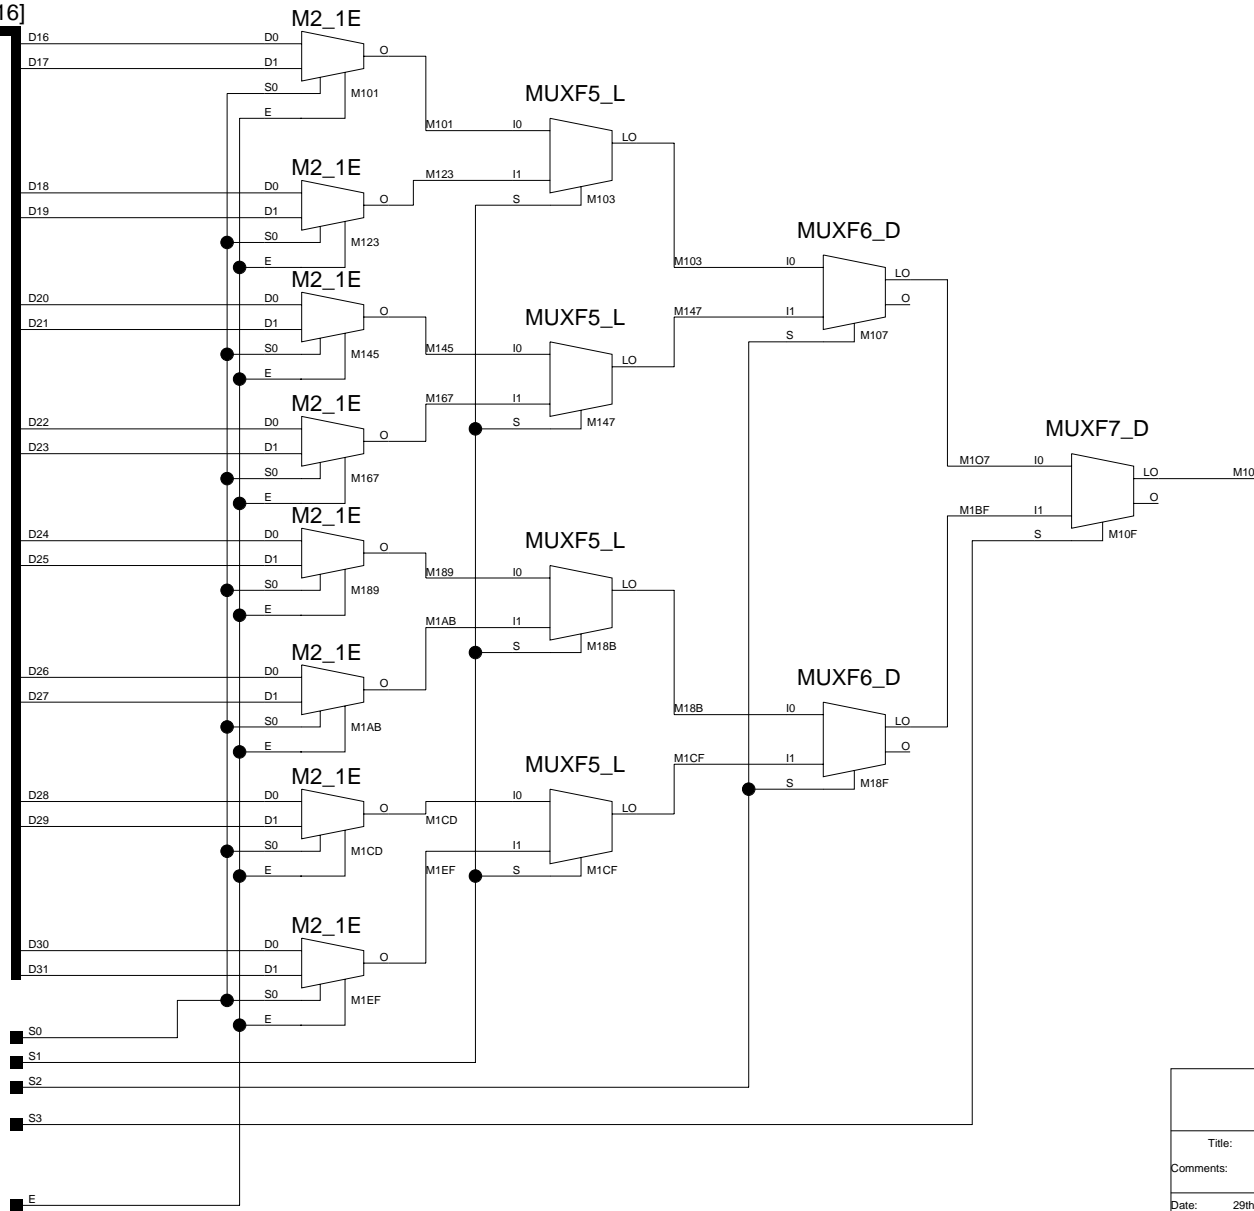 16]
M2_1E
D16 D0 O
D17 D1
S0 M101
E
MUXF5_L
M101 I0 LO
M123 I1
S M103
M2_1E
D18 D0 O
D19 D1
S0 M123
E
MUXF6_D
M103 I0 LO
O
M147 I1
S M107
M2_1E
D20 D0 O
D21 D1
S0 M145
E
MUXF5_L
M145 I0 LO
M167 I1
S M147
M2_1E
D22 D0 O
D23 D1
S0 M167
E
MUXF7_D
M1O7 I0 LO M10
O
M1BF I1
S M10F
M2_1E
D24 D0 O
D25 D1
S0 M189
E
MUXF5_L
M189 I0 LO
M1AB I1
S M18B
M2_1E
D26 D0 O
D27 D1
S0 M1AB
E
MUXF6_D
M18B I0 LO
O
M1CF I1
S M18F
M2_1E
D28 D0 O
D29 D1
S0 M1CD
E
MUXF5_L
M1CD I0 LO
M1EF I1
S M1CF
M2_1E
D30 D0 O
D31 D1
S0 M1EF
E
S0
S1
S2
S3
E
Title:
Comments:
Date: 29th